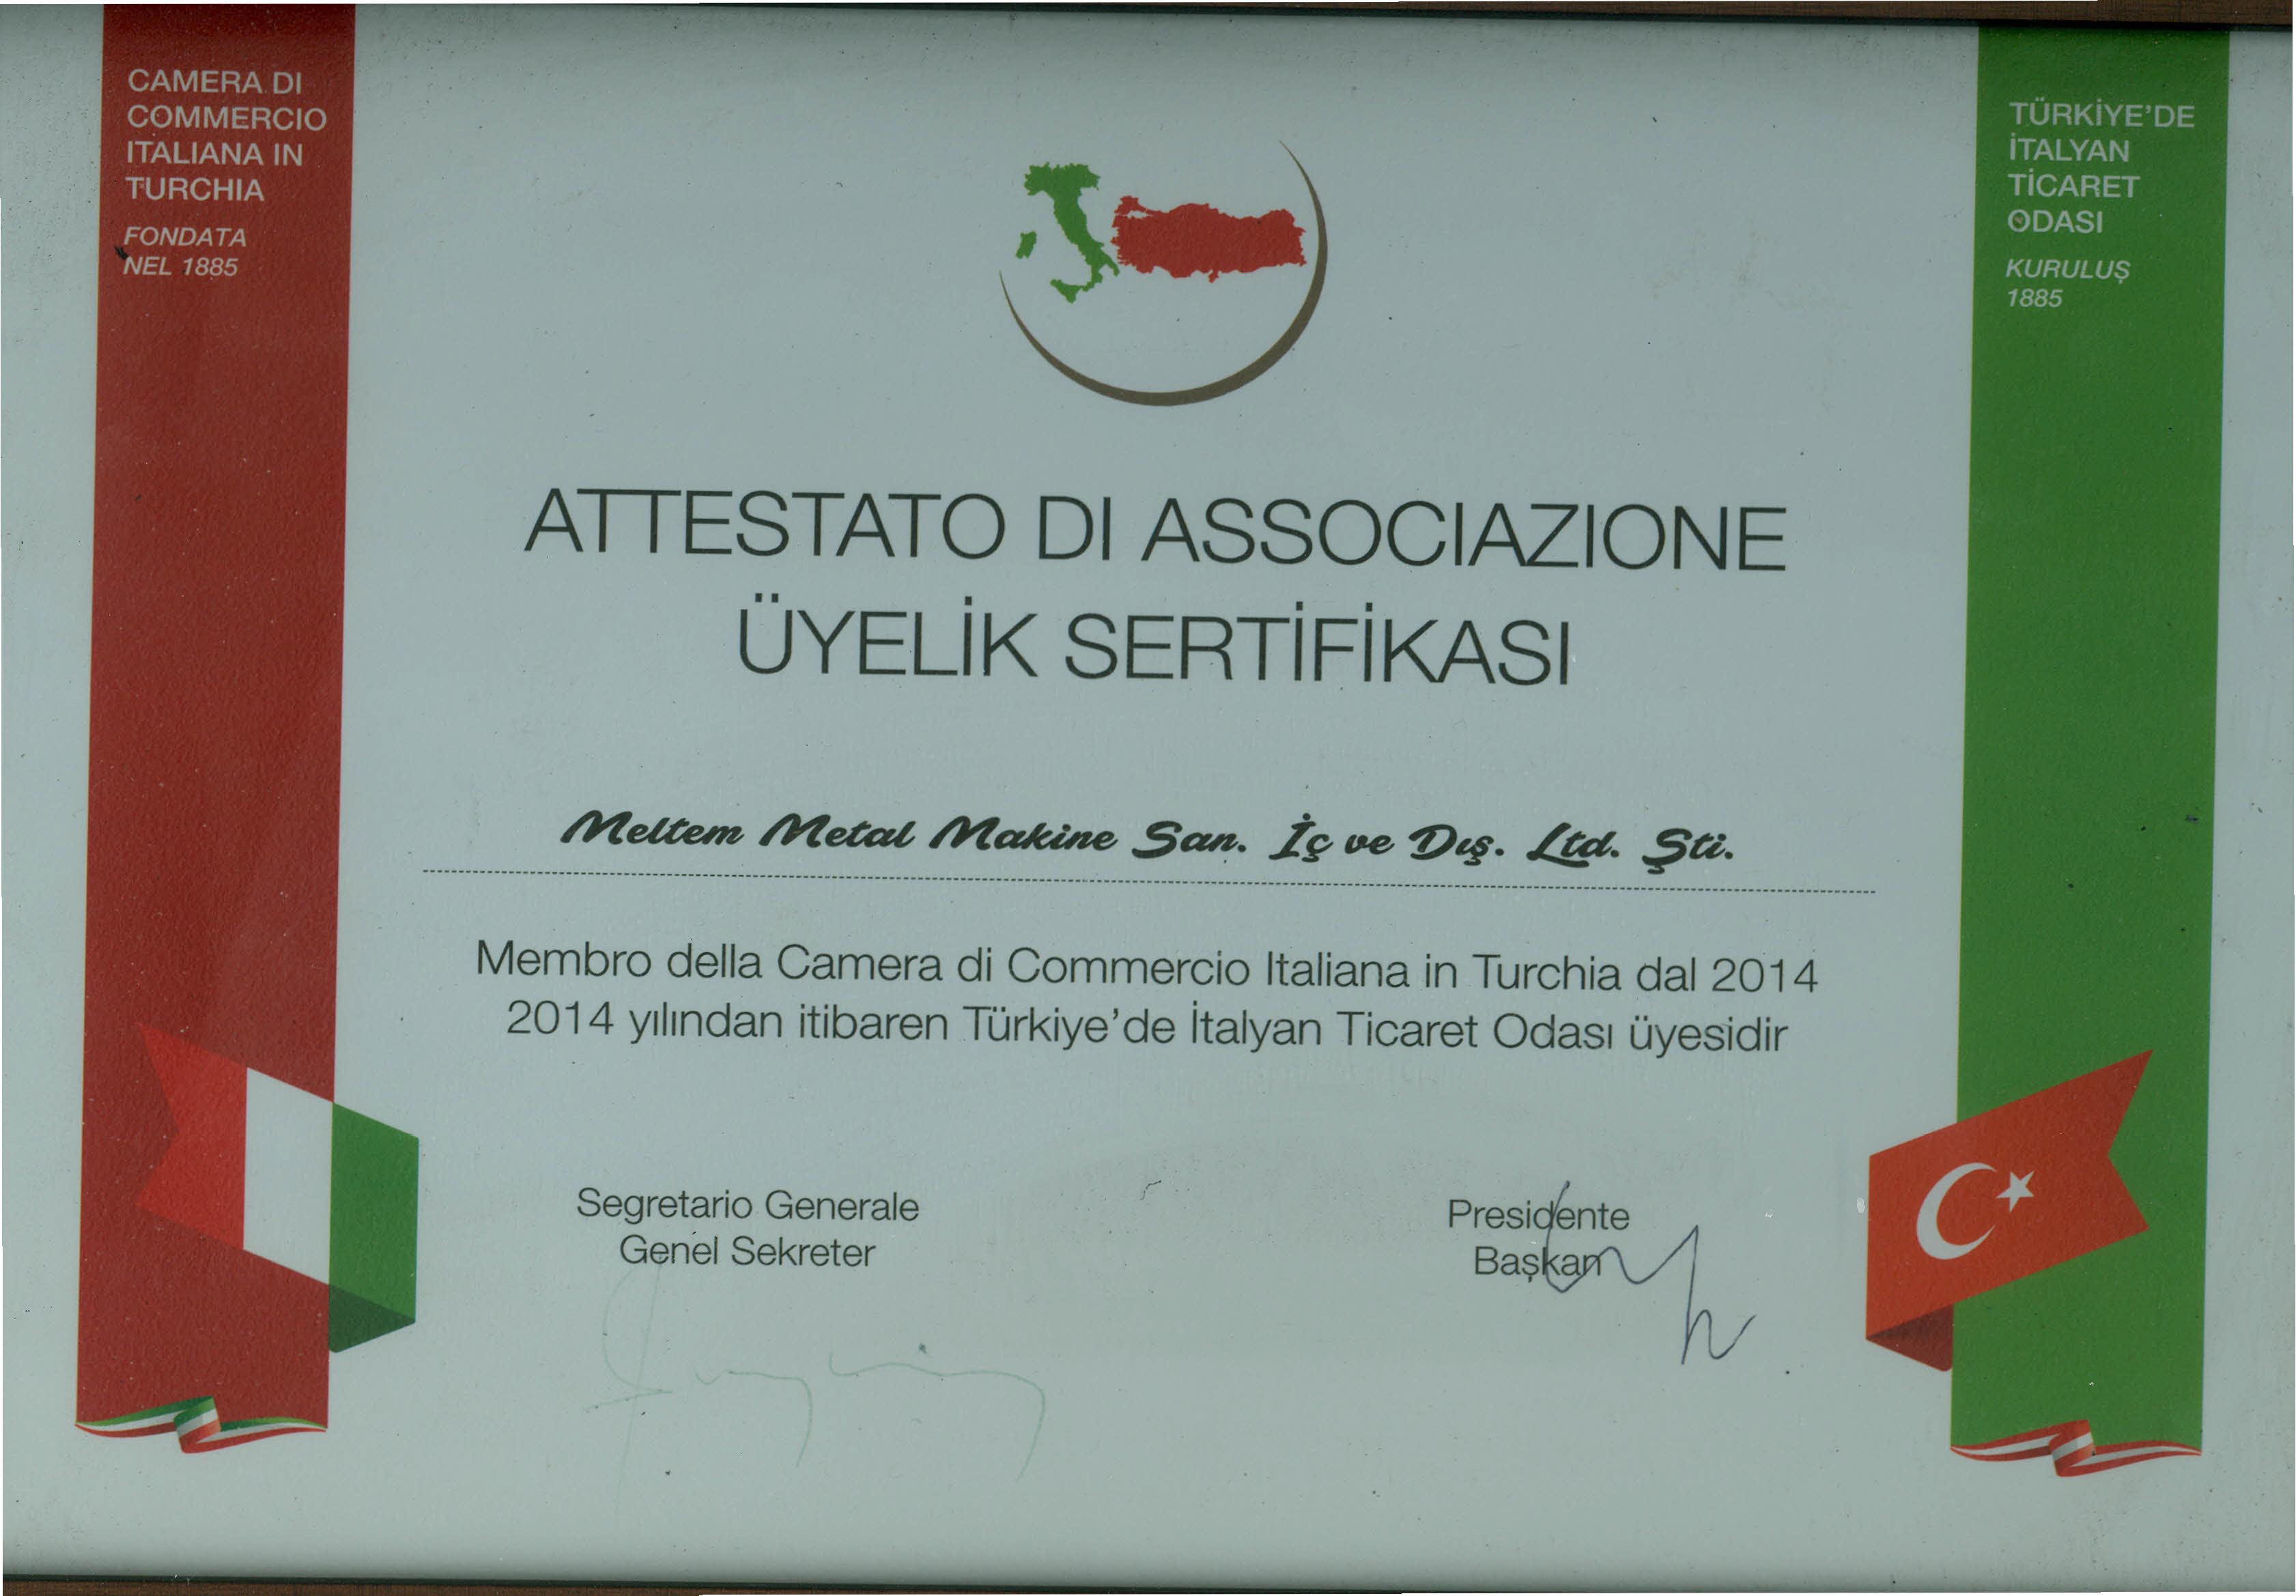 CAMERA DI
COMMERCIO
ITALIANA IN
TURCHIA
FONDATA
NEL 1885
TÜRKİYE'DE
İTALYAN
TİCARET
ODASI
KURULUŞ
1885
ATTESTATO DI ASSOCIAZIONE
ÜYELİK SERTİFİKASI
Meltem Metal Makine San. İç ve Dış. Ltd. Şti.
Membro della Camera di Commercio Italiana in Turchia dal 2014
2014 yılından itibaren Türkiye'de İtalyan Ticaret Odası üyesidir
Segretario Generale
Genel Sekreter
Presidente
Başkan